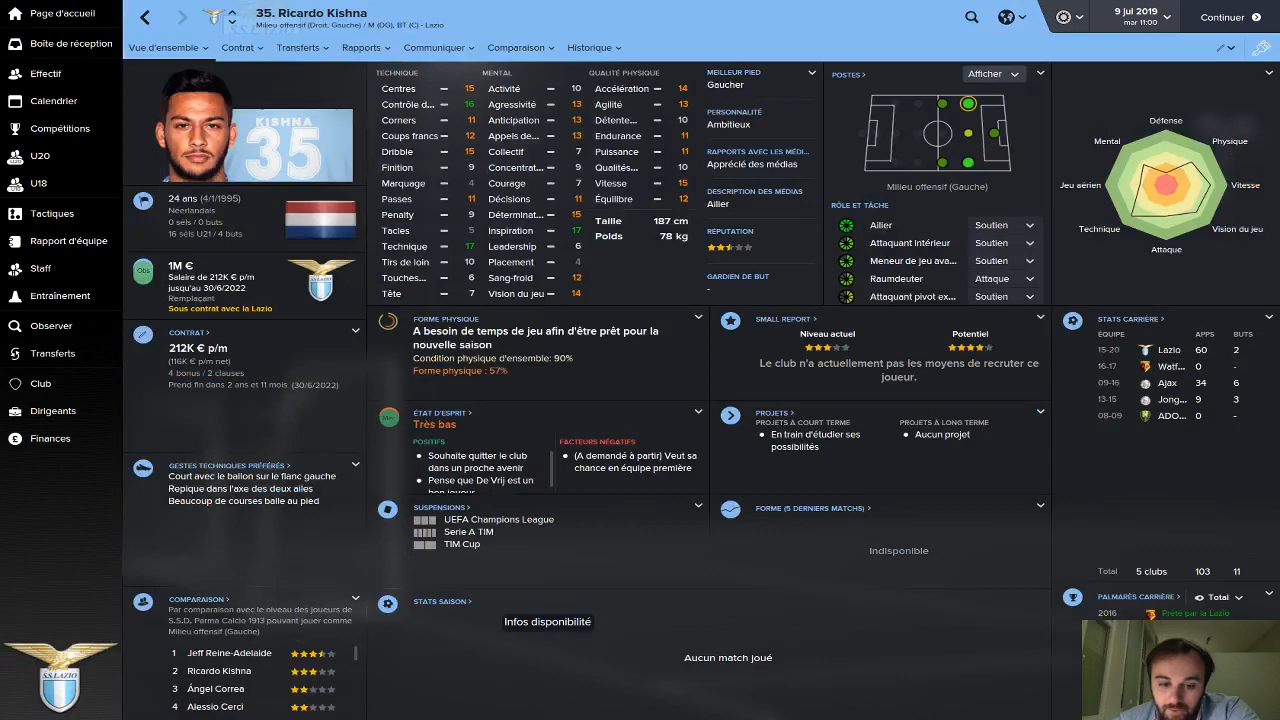 Page d'accueil
Boîte de réception
Effectif
Calendrier
Compétitions
U20
U18
Tactiques
Rapport d'équipe
Staff
Entraînement
Observer
Transferts
Club
Dirigeants
Finances
S.S.LAZIO
35. Ricardo Kishna
Milieu offensif (Droit, Gauche) / M (DG), BT (C) - Lazio
9 jul 2019
mar 11:00
Continuer
Vue d'ensemble
Contrat
Transferts
Rapports
Communiquer
Comparaison
Historique
KISHNA
35
24 ans (4/1/1995)
Néerlandais
0 séls / 0 buts
16 séls U21 / 4 buts
Obs
1M €
Salaire de 212K € p/m
jusqu'au 30/6/2022
Remplaçant
Sous contrat avec la Lazio
CONTRAT >
212K € p/m
(116K € p/m net)
4 bonus / 2 clauses
Prend fin dans 2 ans et 11 mois (30/6/2022)
GESTES TECHNIQUES PRÉFÉRÉS >
Court avec le ballon sur le flanc gauche
Repique dans l'axe des deux ailes
Beaucoup de courses balle au pied
COMPARAISON >
Par comparaison avec le niveau des joueurs de
S.S.D. Parma Calcio 1913 pouvant jouer comme
Milieu offensif (Gauche)
1 Jeff Reine-Adelaïde
2 Ricardo Kishna
3 Ángel Correa
4 Alessio Cerci
TECHNIQUE
Centres 15
Contrôle d... 16
Corners 11
Coups francs 12
Dribble 15
Finition 9
Marquage 4
Passes 11
Penalty 9
Tacles 5
Technique 17
Tirs de loin 10
Touches... 6
Tête 7
MENTAL
Activité 10
Agressivité 13
Anticipation 13
Appels de... 13
Collectif 7
Concentrat... 9
Courage 7
Décisions 11
Déterminat... 15
Inspiration 17
Leadership 6
Placement 4
Sang-froid 12
Vision du jeu 14
QUALITÉ PHYSIQUE
Accélération 14
Agilité 13
Détente... 10
Endurance 11
Puissance 11
Qualités... 10
Vitesse 15
Équilibre 12
Taille 187 cm
Poids 78 kg
MEILLEUR PIED
Gaucher
PERSONNALITÉ
Ambitieux
RAPPORTS AVEC LES MÉDI...
Apprécié des médias
DESCRIPTION DES MÉDIAS
Ailier
RÉPUTATION
GARDIEN DE BUT
-
POSTES >
Afficher
Milieu offensif (Gauche)
RÔLE ET TÂCHE
Ailier Soutien
Attaquant intérieur Soutien
Meneur de jeu ava... Soutien
Raumdeuter Attaque
Attaquant pivot ex... Soutien
Défense
Mental
Physique
Jeu aérien
Vitesse
Technique
Vision du jeu
Attaque
FORME PHYSIQUE
A besoin de temps de jeu afin d'être prêt pour la
nouvelle saison
Condition physique d'ensemble: 90%
Forme physique : 57%
SMALL REPORT >
Niveau actuel
Potentiel
Le club n'a actuellement pas les moyens de recruter ce
joueur.
ÉTAT D'ESPRIT >
Très bas
POSITIFS
Souhaite quitter le club
dans un proche avenir
Pense que De Vrij est un
bon joueur
FACTEURS NÉGATIFS
(A demandé à partir) Veut sa
chance en équipe première
PROJETS >
PROJETS À COURT TERME
En train d'étudier ses
possibilités
PROJETS À LONG TERME
Aucun projet
SUSPENSIONS >
UEFA Champions League
Serie A TIM
TIM Cup
FORME (5 DERNIERS MATCHS) >
Indisponible
STATS SAISON >
Infos disponibilité
Aucun match joué
STATS CARRIÈRE >
ÉQUIPE APPS BUTS
15-20 Lazio 60 2
16-17 Watf... 0 -
09-16 Ajax 34 6
13-15 Jong... 9 3
08-09 ADO... 0 -
Total 5 clubs 103 11
PALMARÈS CARRIÈRE >
Total
2016 Prêté par la Lazio